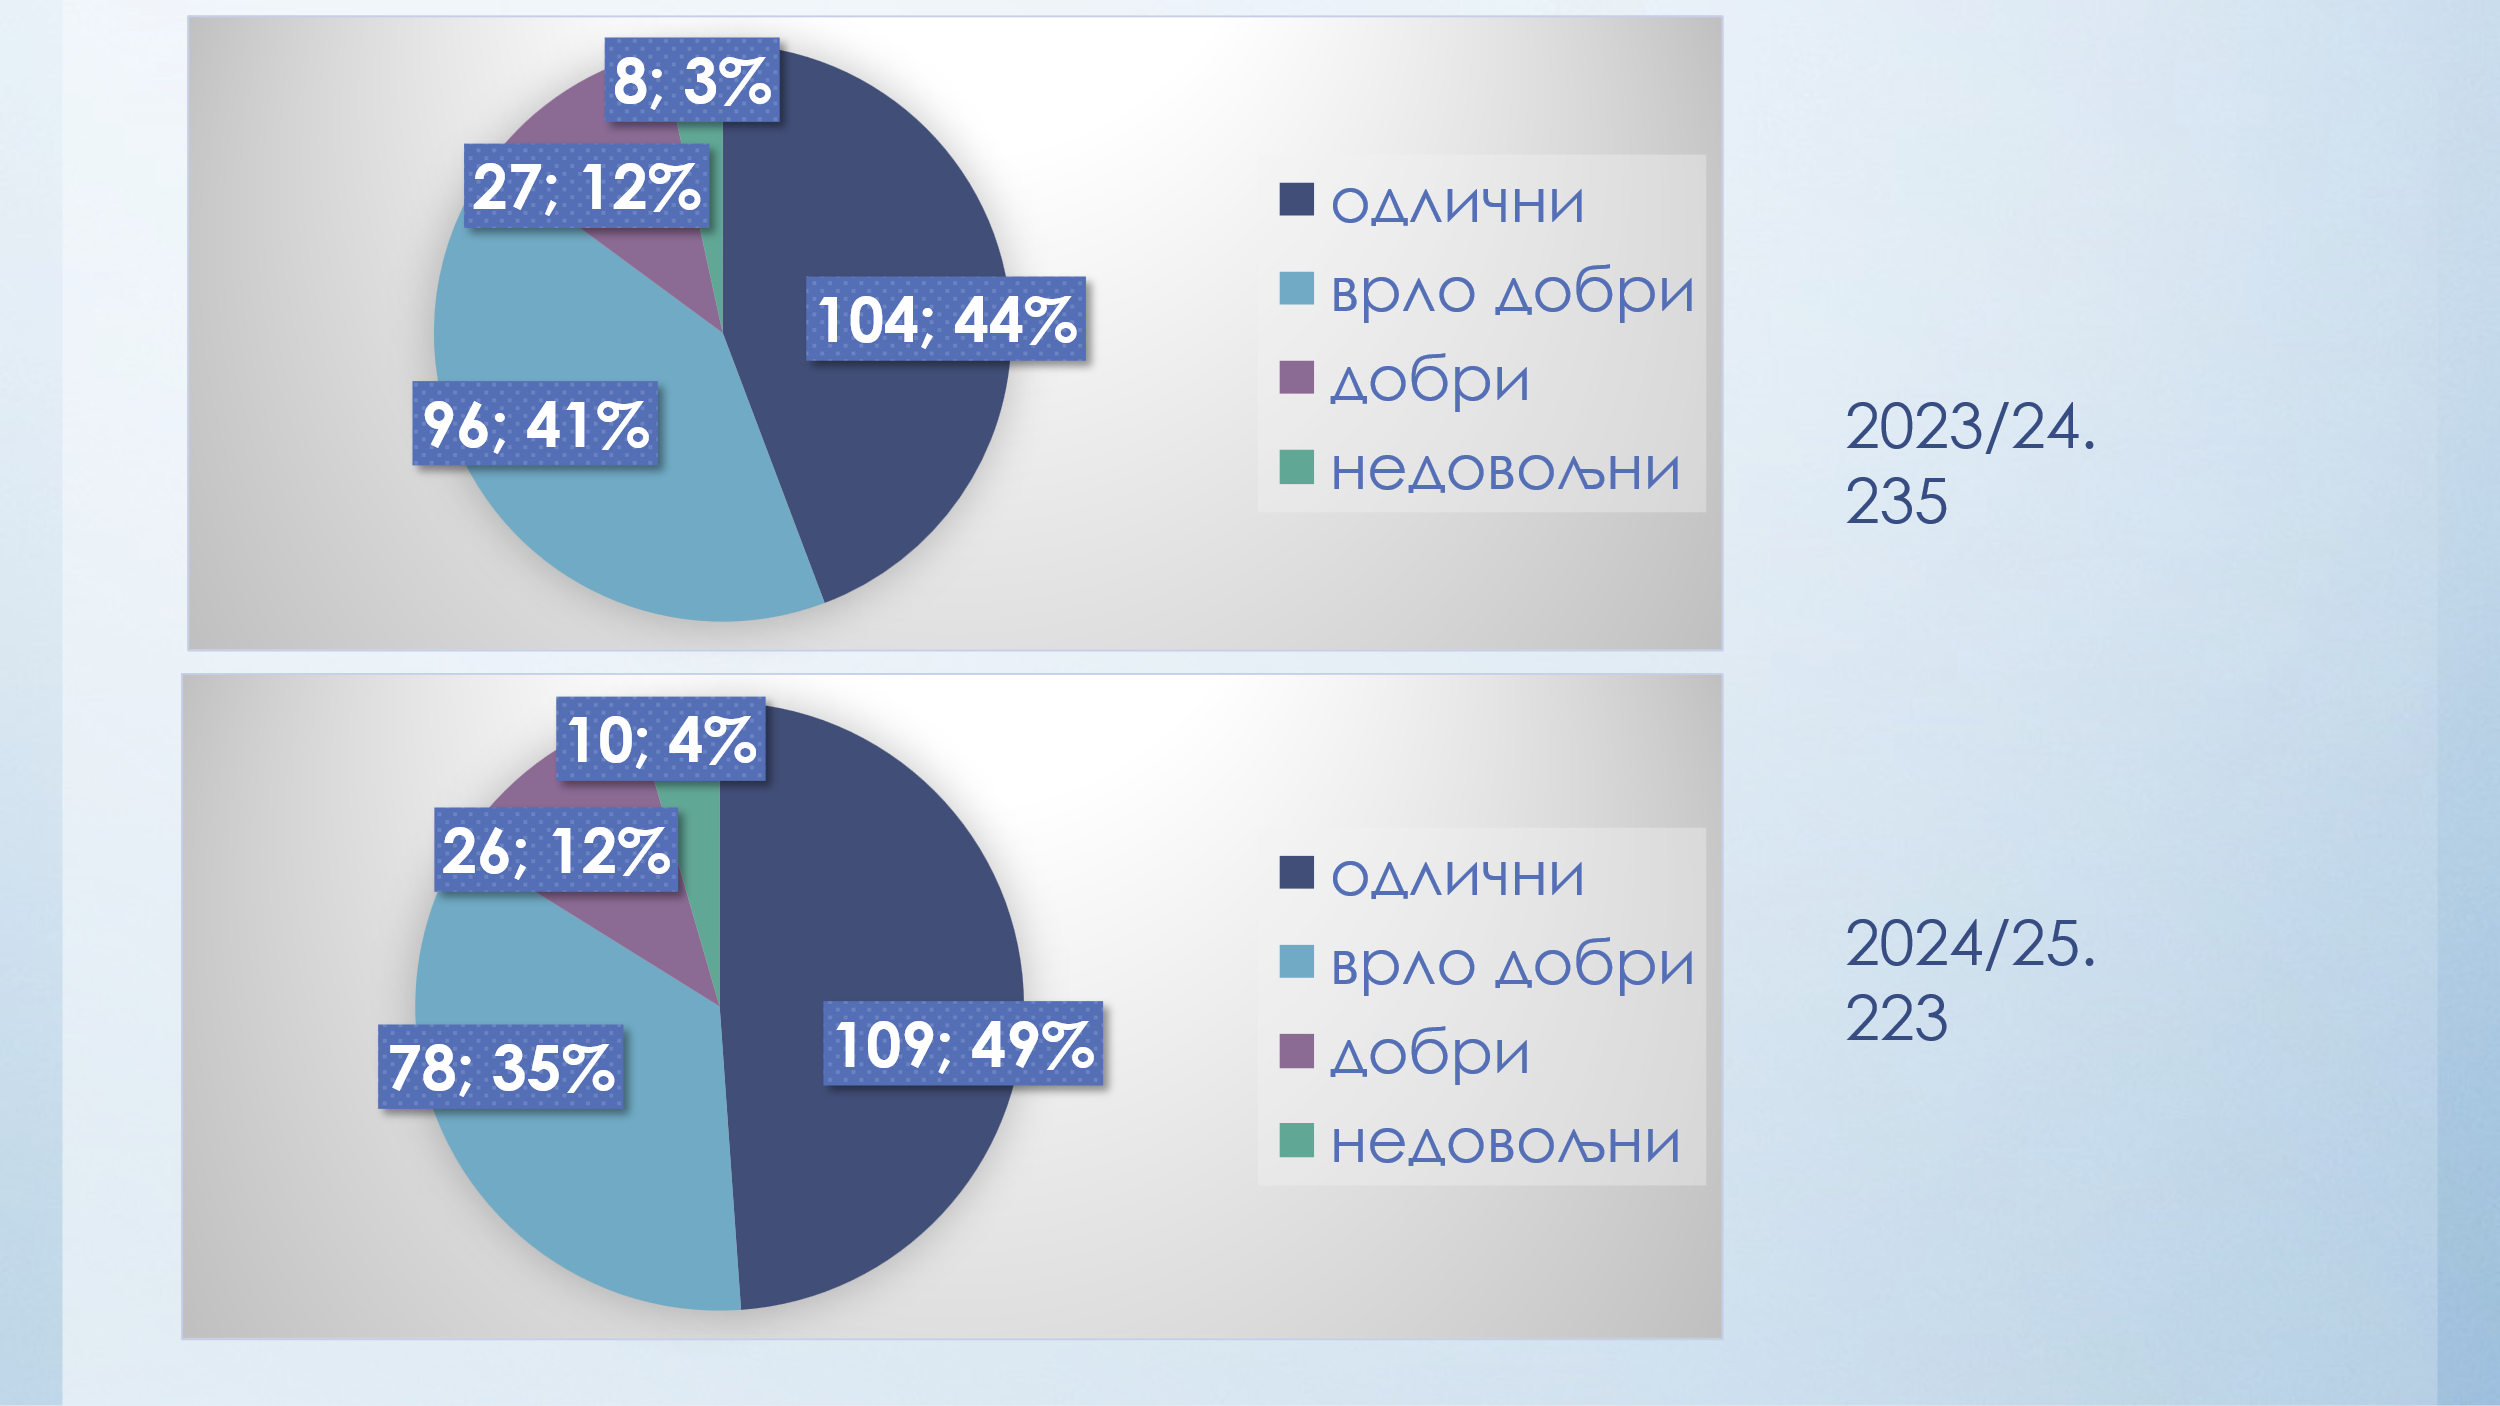 8; 3%
27; 12%
104; 44%
96; 41%
одлични
врло добри
добри
недовољни
2023/24.
235
10; 4%
26; 12%
109; 49%
78; 35%
одлични
врло добри
добри
недовољни
2024/25.
223